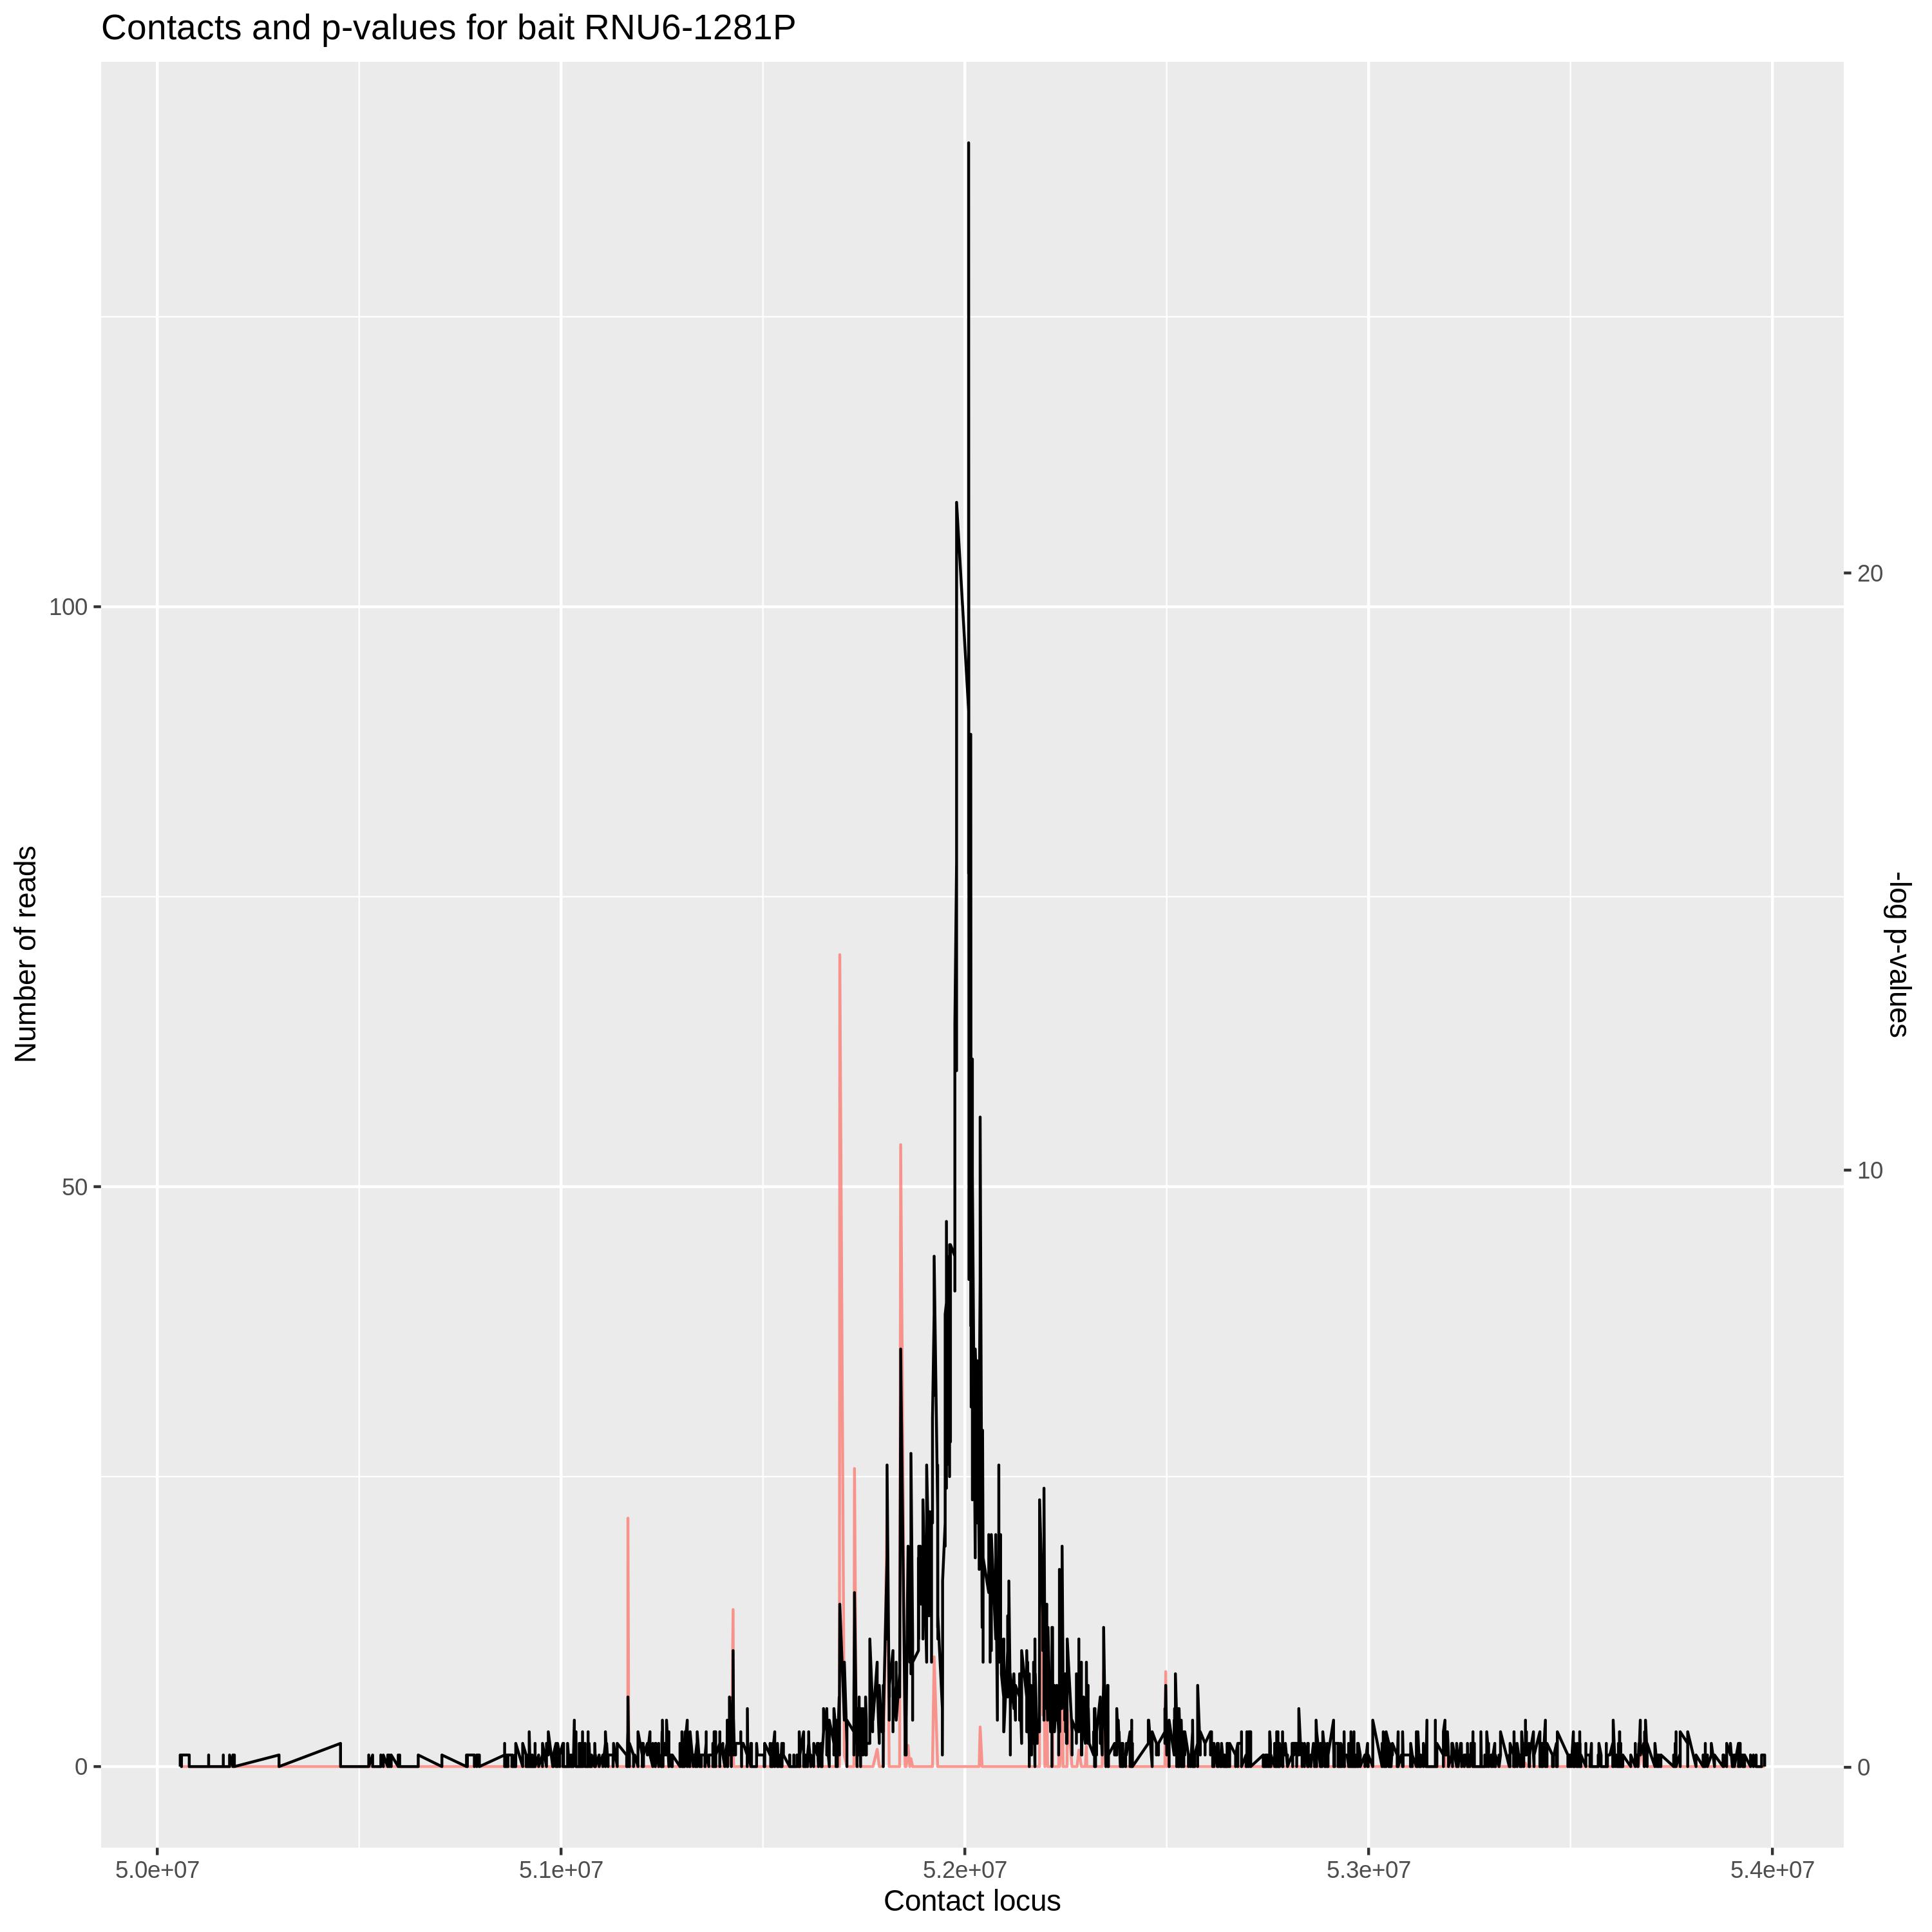 Contacts and p-values for bait RNU6-1281P
Number of reads
100
50
0
20
10
0
-log p-values
5.0e+07
5.1e+07
5.2e+07
5.3e+07
5.4e+07
Contact locus